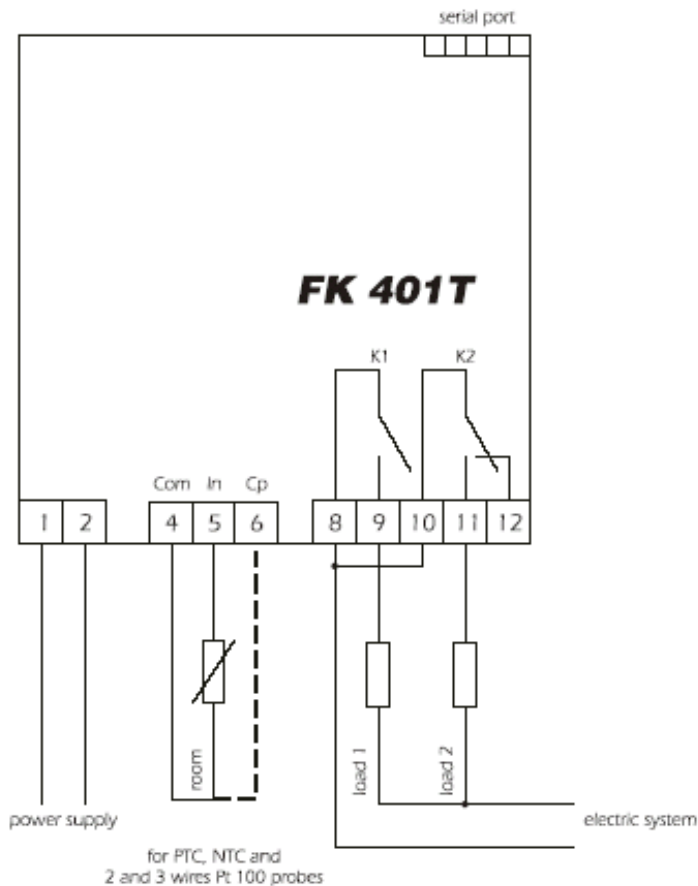 serial port
FK 401T
K1 K2
Com In Cp
1 2 4 5 6 8 9 10 11 12
room
load 1
load 2
power supply
electric system
for PTC, NTC and
2 and 3 wires Pt 100 probes